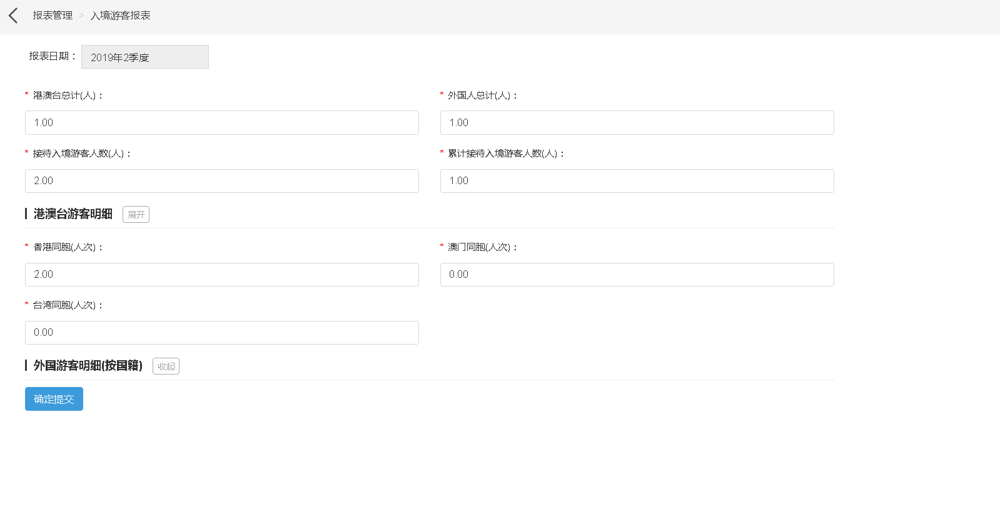 报表管理 > 入境游客报表
报表日期： 2019年2季度
* 港澳台总计(人)： * 外国人总计(人)：
1.00 1.00
* 接待入境游客人数(人)： * 累计接待入境游客人数(人)：
2.00 1.00
港澳台游客明细 展开
* 香港同胞(人次)： * 澳门同胞(人次)：
2.00 0.00
* 台湾同胞(人次)：
0.00
外国游客明细(按国籍) 收起
确定提交